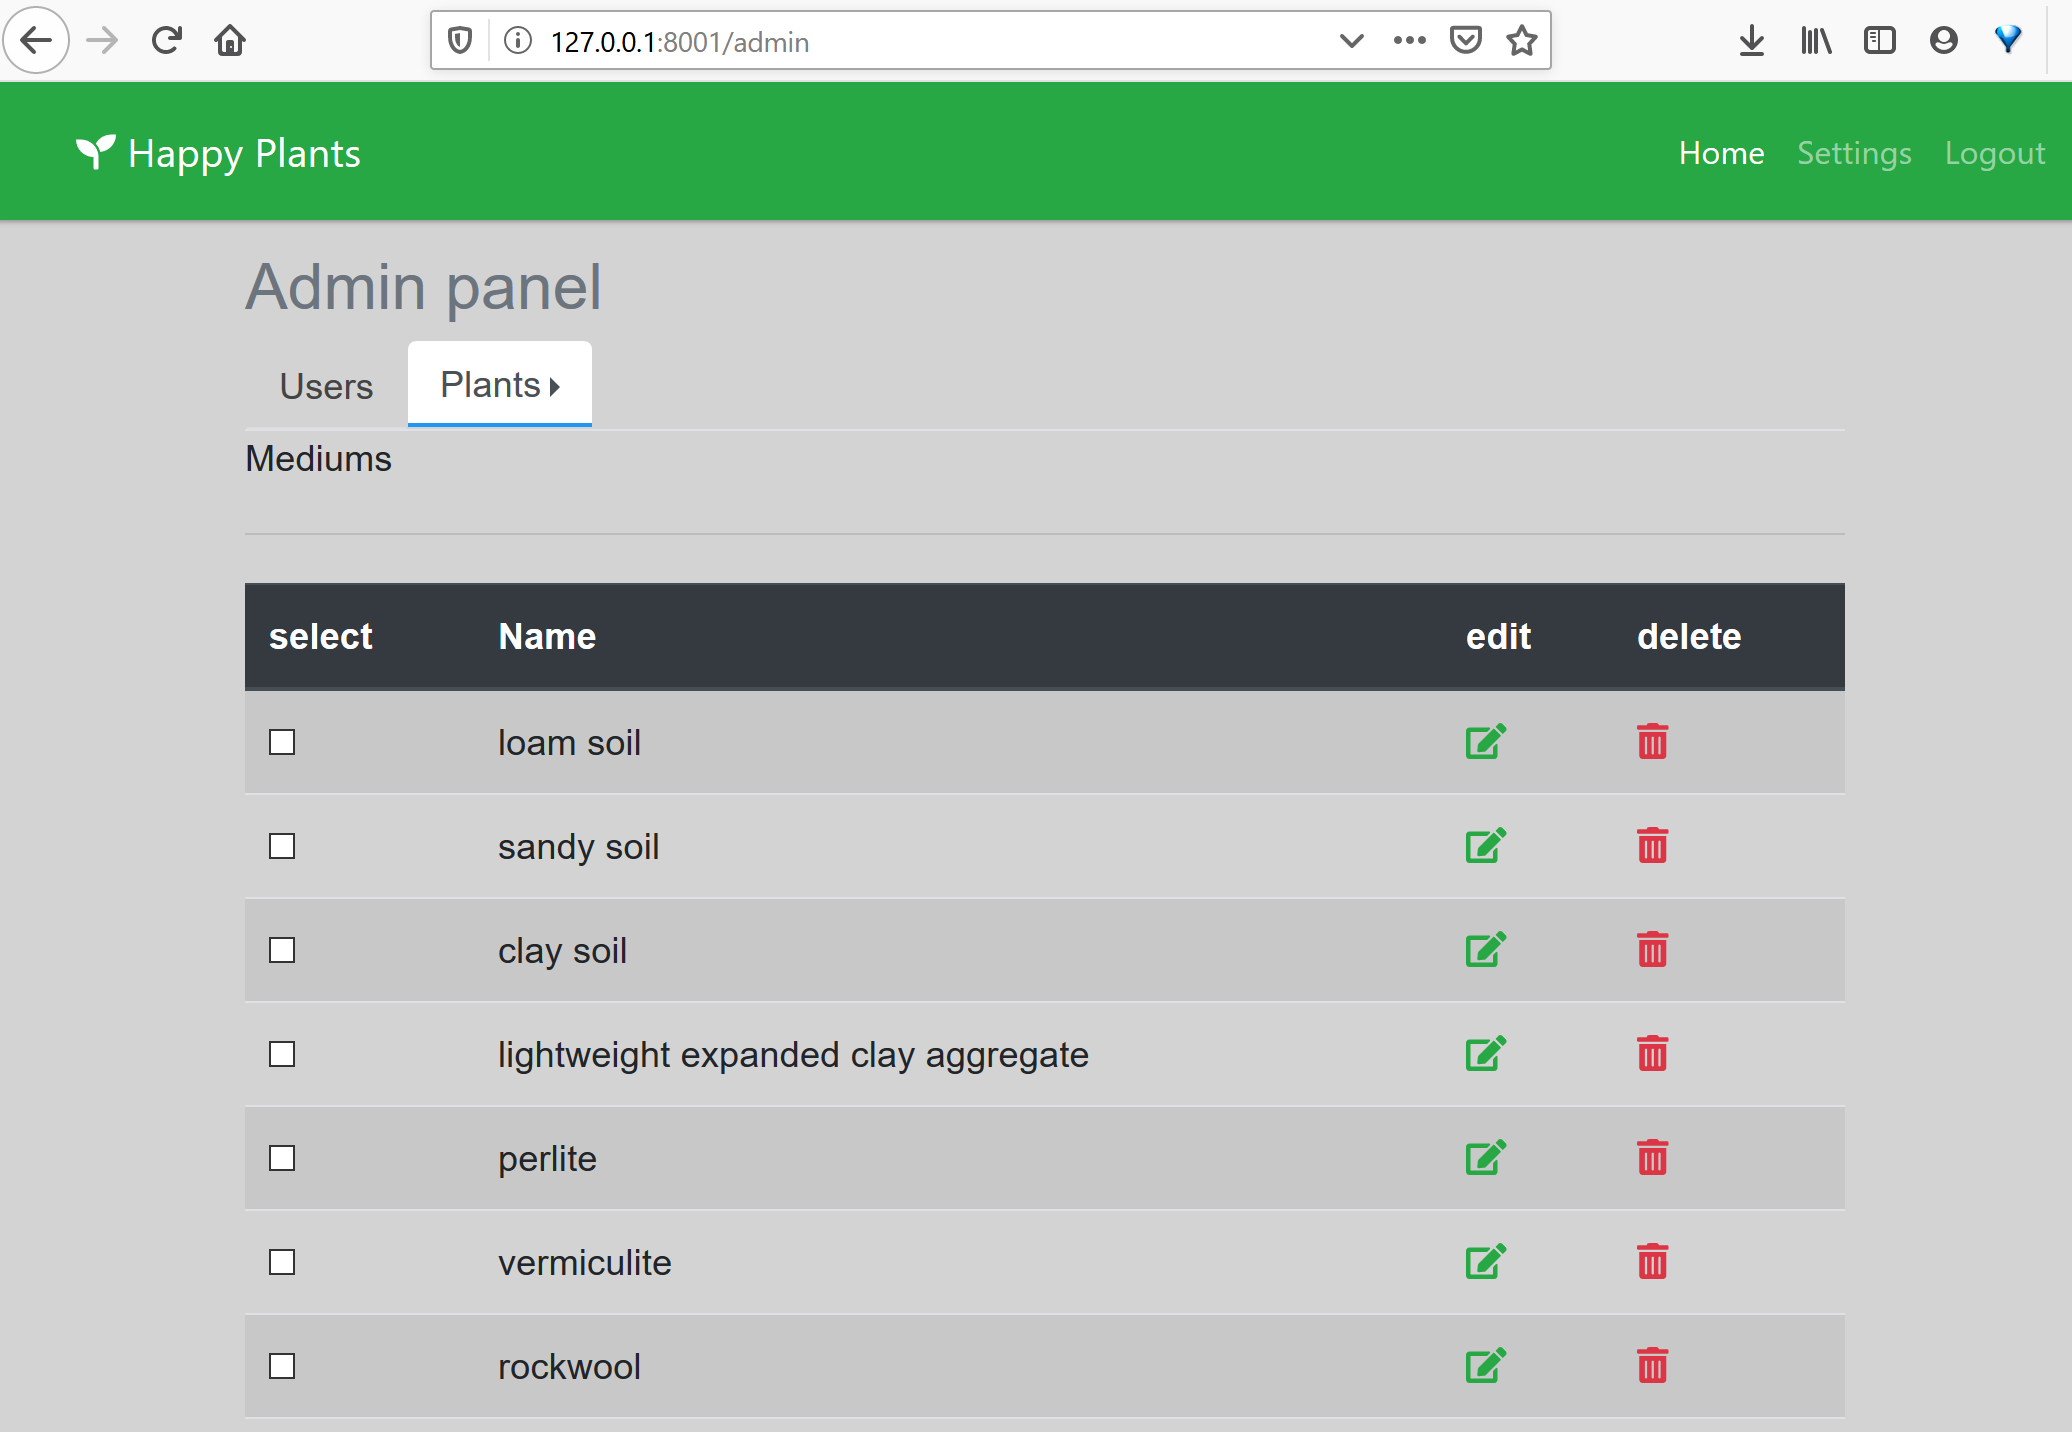 127.0.0.1:8001/admin
Happy Plants
Home Settings Logout
Admin panel
Users Plants
Mediums
select Name edit delete
loam soil
sandy soil
clay soil
lightweight expanded clay aggregate
perlite
vermiculite
rockwool